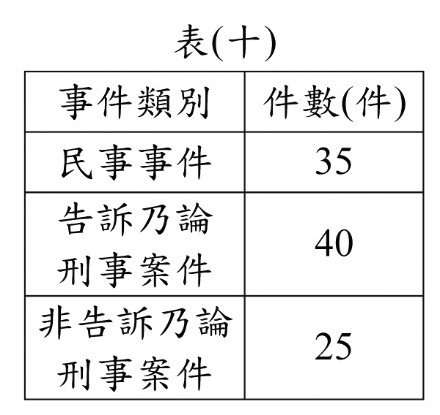 表(十)
事件類別 件數(件)
民事事件 35
告訴乃論
刑事案件 40
非告訴乃論
刑事案件 25